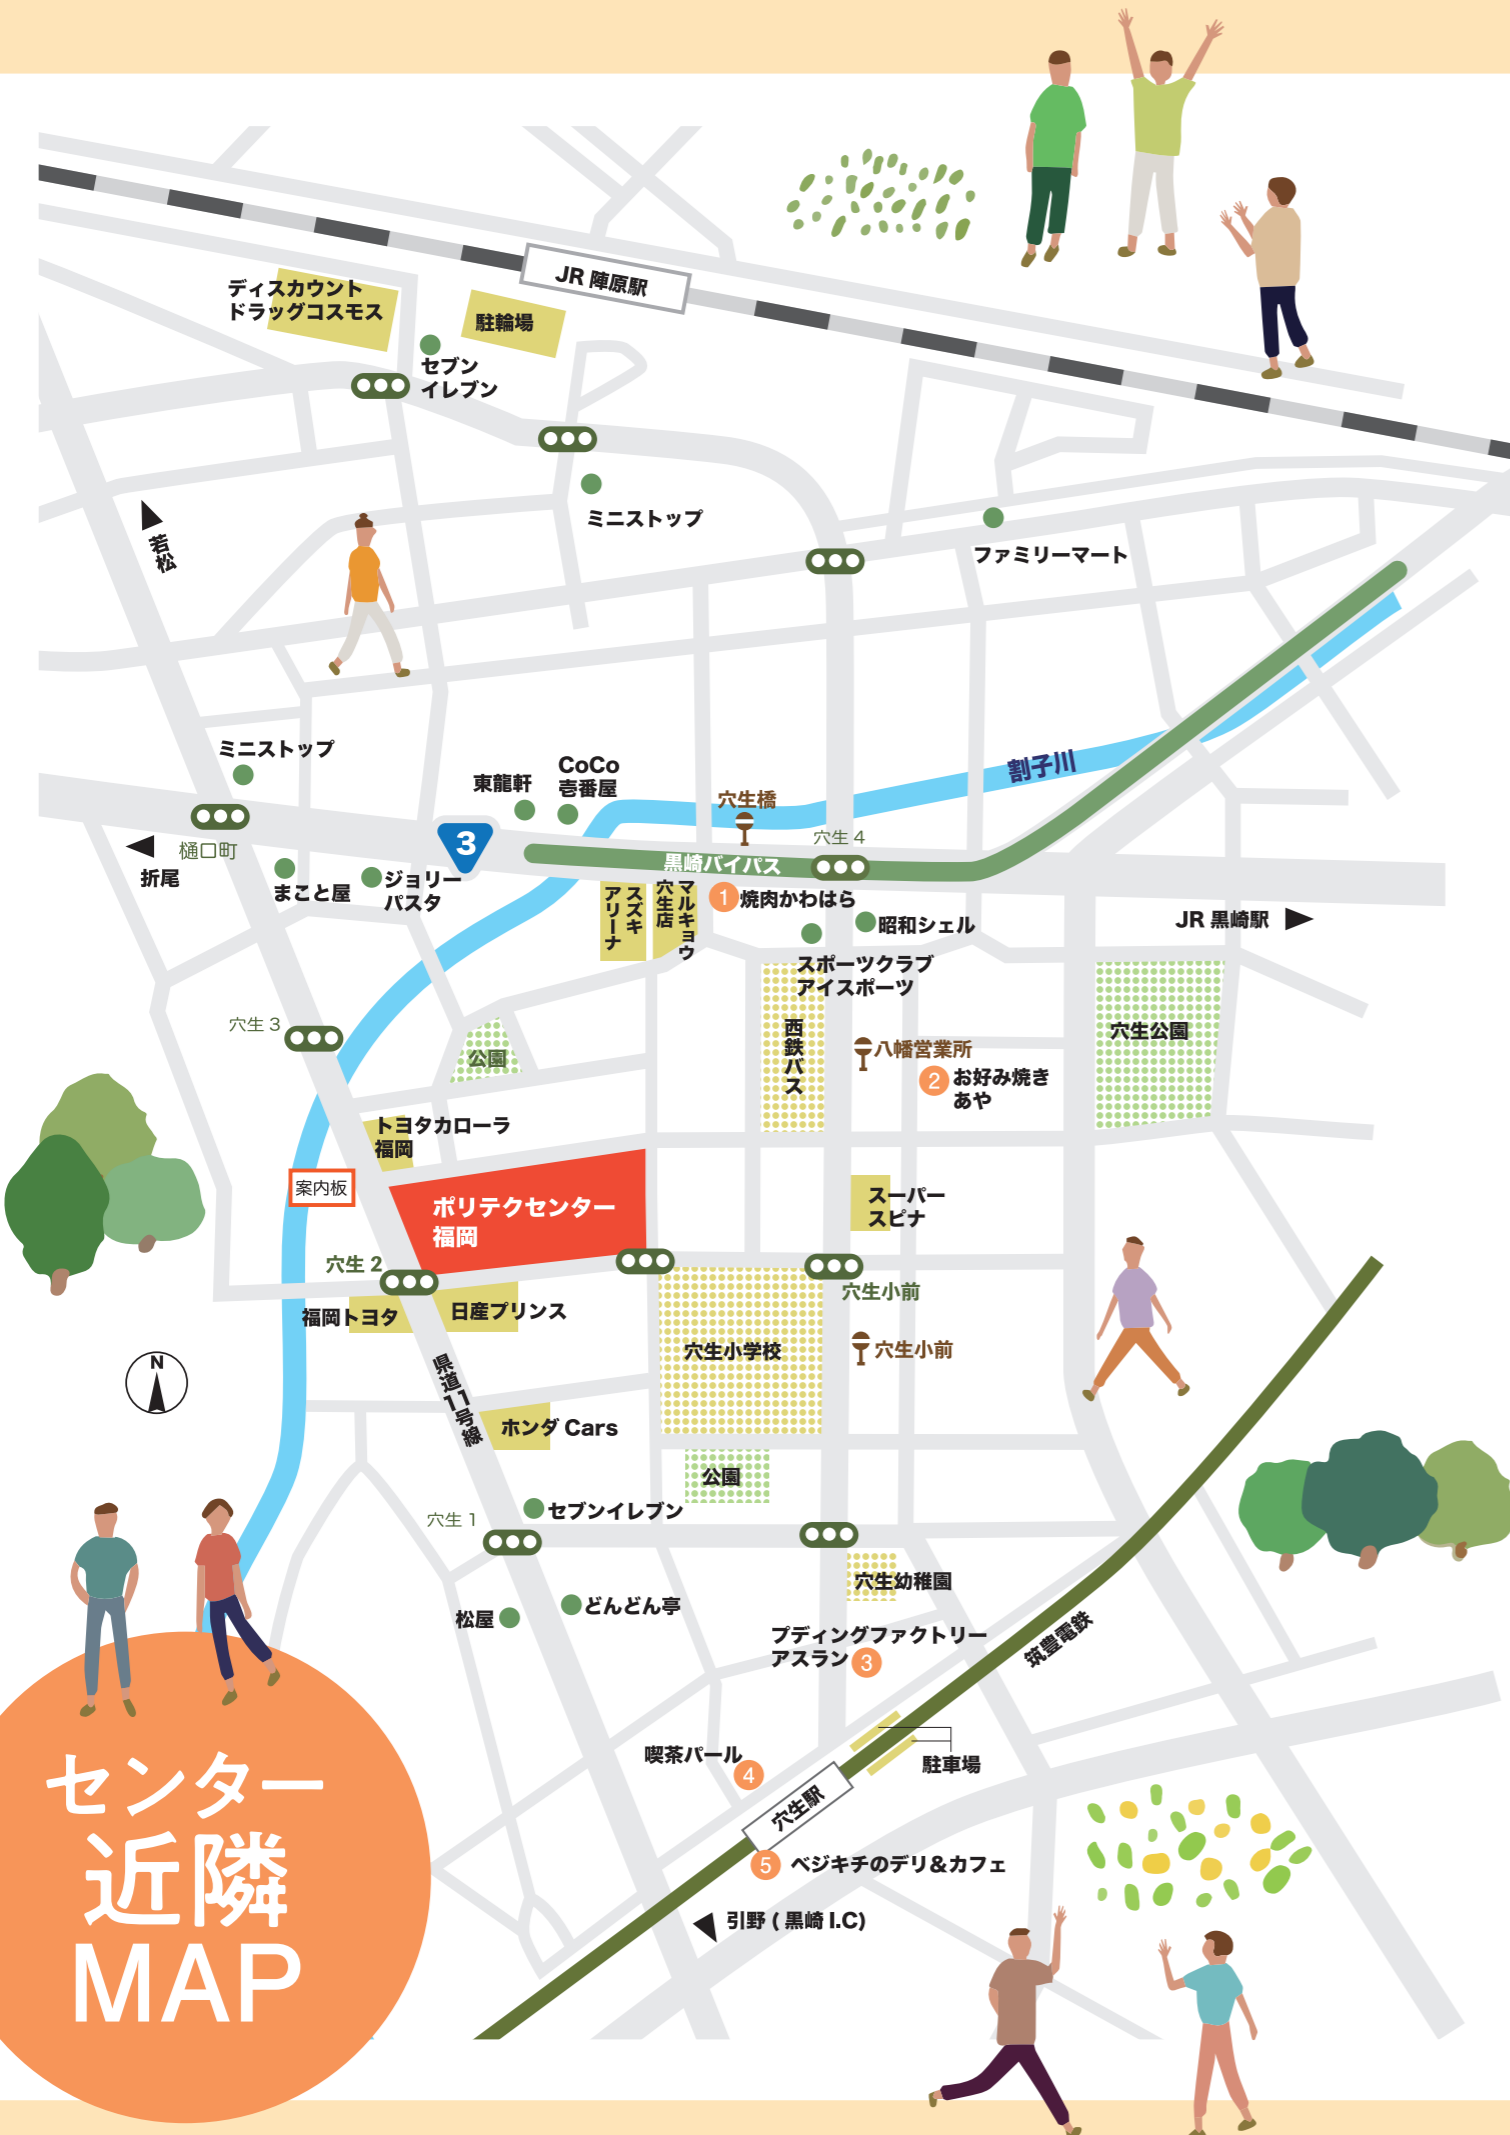 JR 陣原駅
ディスカウント
ドラッグコスモス
駐輪場
セブン
イレブン
ミニストップ
ファミリーマート
若松
ミニストップ
東龍軒
CoCo
壱番屋
割子川
穴生橋
穴生 4
3
黒崎バイパス
樋口町
折尾
まこと屋
ジョリー
パスタ
スズキ
アリーナ
マルキョウ
穴生店
1 焼肉かわはら
昭和シェル
JR 黒崎駅
スポーツクラブ
アイスポーツ
西鉄バス
穴生 3
公園
八幡営業所
2 お好み焼き
あや
穴生公園
トヨタカローラ
福岡
案内板
ポリテクセンター
福岡
スーパー
スピナ
穴生 2
穴生小前
福岡トヨタ
日産プリンス
穴生小学校
穴生小前
N
県道11号線
ホンダ Cars
公園
穴生 1
セブンイレブン
穴生幼稚園
松屋
どんどん亭
プディングファクトリー
アスラン 3
筑豊電鉄
喫茶パール
4
駐車場
穴生駅
5 ベジキチのデリ&カフェ
引野 ( 黒崎 I.C)
センター
近隣
MAP